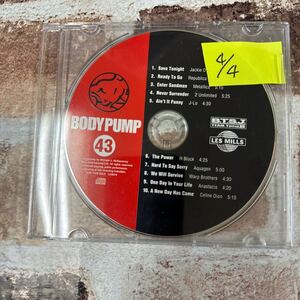 4/4
1. Save Tonight Jackie O
2. Ready To Go Republica
3. Enter Sandman Metallica
4. Never Surrender 2 Unlimited 5:25
5. Ain't It Funny J-Lo 4:30
BODYPUMP
43
B.T.S.J
LES MILLS
6. The Power H Block 4:25
7. Hard To Say Sorry Aquagen 5:00
8. We Will Survive Warp Brothers 4:30
9. One Day In Your Life Anastacia 4:20
10. A New Day Has Come Celine Dion 5:10